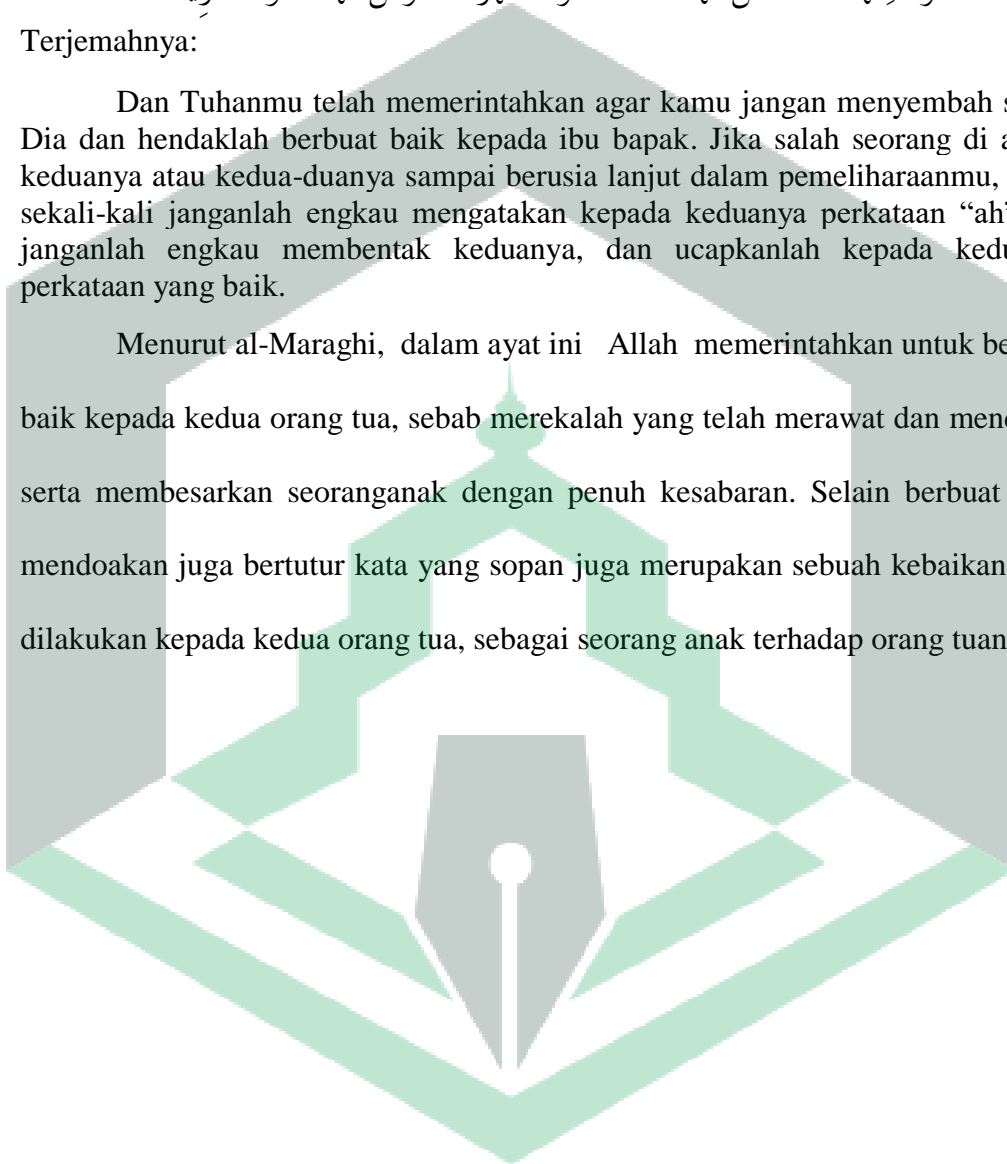 Terjemahnya:
Dan Tuhanmu telah memerintahkan agar kamu jangan menyembah
Dia dan hendaklah berbuat baik kepada ibu bapak. Jika salah seorang di
keduanya atau kedua-duanya sampai berusia lanjut dalam pemeliharaanmu,
sekali-kali janganlah engkau mengatakan kepada keduanya perkataan “ah”
janganlah engkau membentak keduanya, dan ucapkanlah kepada
perkataan yang baik.
Menurut al-Maraghi, dalam ayat ini Allah memerintahkan untuk
baik kepada kedua orang tua, sebab merekalah yang telah merawat dan
serta membesarkan seoranganak dengan penuh kesabaran. Selain berbuat
mendoakan juga bertutur kata yang sopan juga merupakan sebuah kebaikan
dilakukan kepada kedua orang tua, sebagai seorang anak terhadap orang